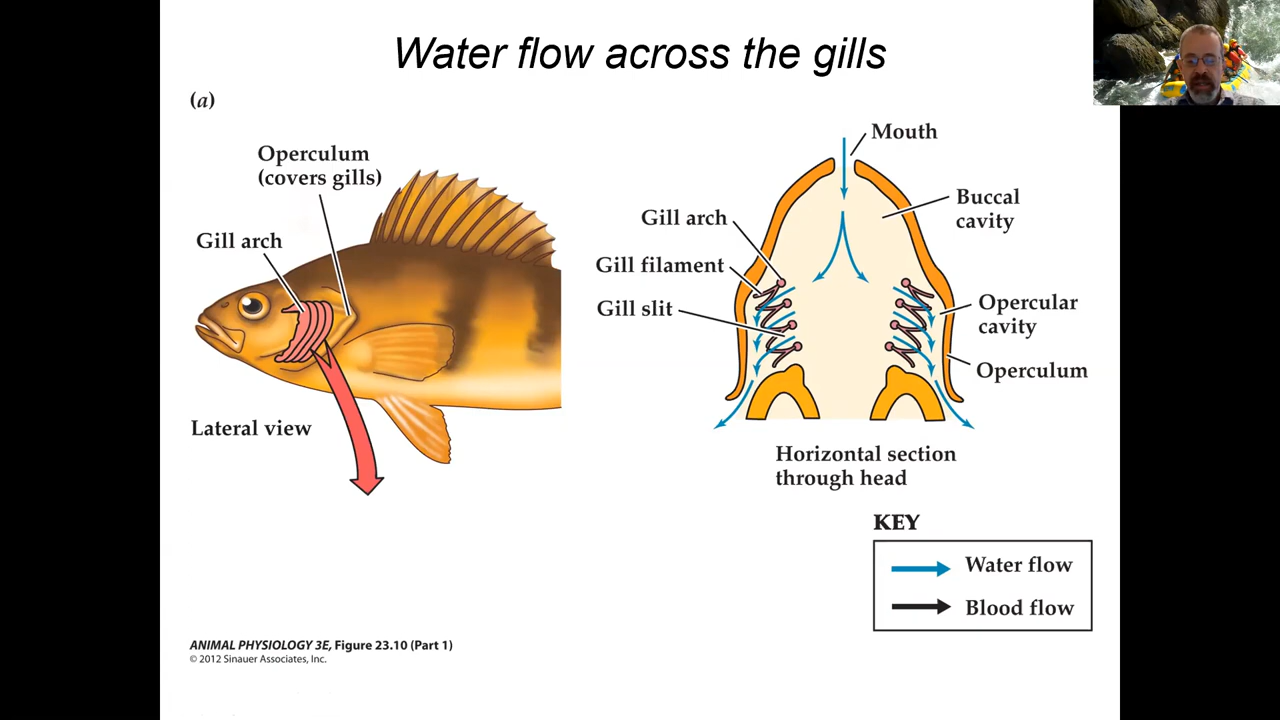 Water flow across the gills
(a)
Operculum
(covers gills)
Gill arch
Lateral view
Mouth
Buccal
cavity
Gill arch
Gill filament
Gill slit
Opercular
cavity
Operculum
Horizontal section
through head
KEY
Water flow
Blood flow
ANIMAL PHYSIOLOGY 3E, Figure 23.10 (Part 1)
© 2012 Sinauer Associates, Inc.